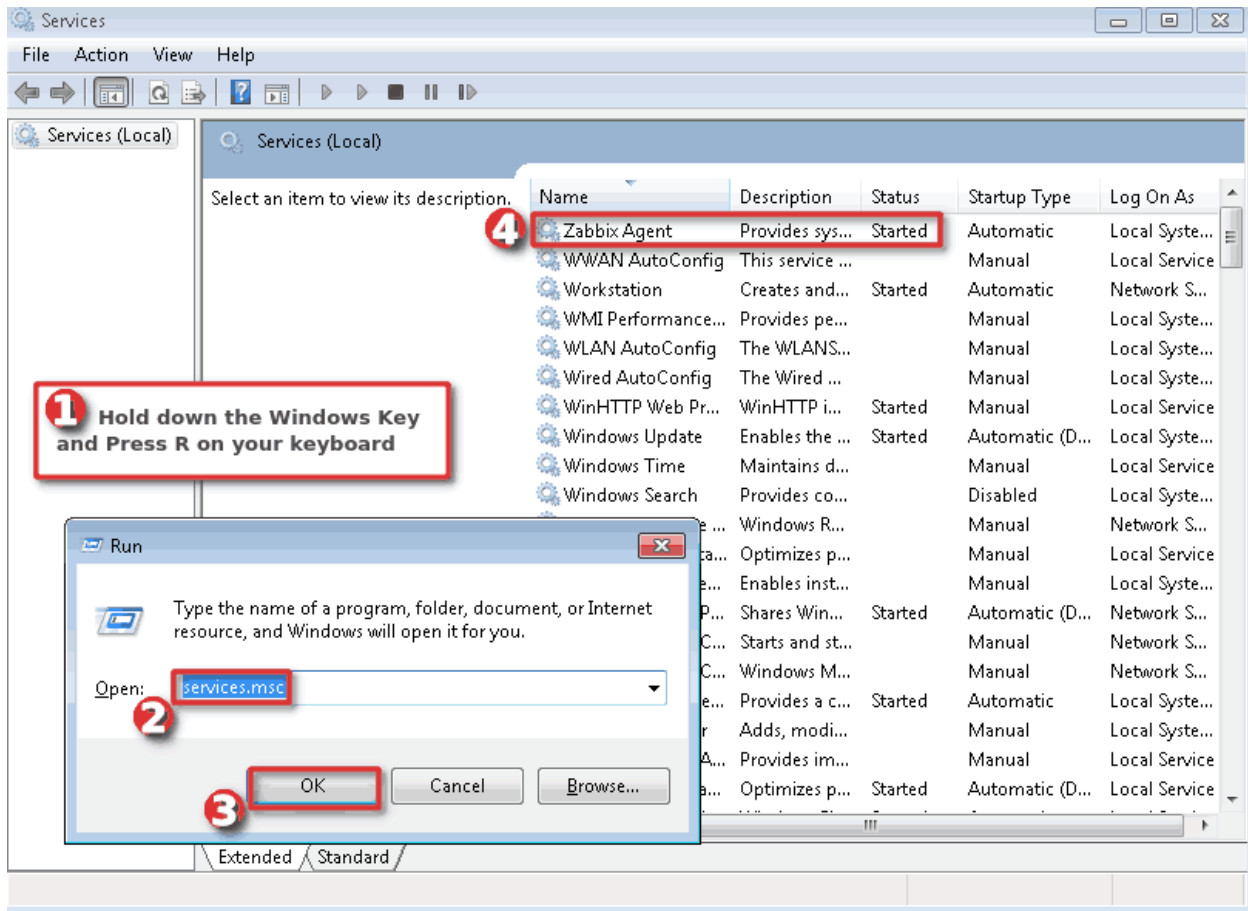 Services
File Action View Help
Services (Local)
Services (Local)
Select an item to view its description.
Name Description Status Startup Type Log On As
4 Zabbix Agent Provides sys... Started Automatic Local Syste...
WWAN AutoConfig This service ... Manual Local Service
Workstation Creates and... Started Automatic Network S...
WMI Performance... Provides pe... Manual Local Syste...
WLAN AutoConfig The WLANS... Manual Local Syste...
Wired AutoConfig The Wired ... Manual Local Syste...
WinHTTP Web Pr... WinHTTP i... Started Manual Local Service
Windows Update Enables the ... Started Automatic (D... Local Syste...
Windows Time Maintains d... Manual Local Service
Windows Search Provides co... Disabled Local Syste...
e ... Windows R... Manual Network S...
ta... Optimizes p... Manual Local Service
e... Enables inst... Manual Local Syste...
P... Shares Win... Started Automatic (D... Network S...
C... Starts and st... Manual Network S...
C... Windows M... Manual Network S...
e... Provides a c... Started Automatic Local Syste...
r Adds, modi... Manual Local Syste...
A... Provides im... Manual Local Service
a... Optimizes p... Started Automatic (D... Local Service
1 Hold down the Windows Key
and Press R on your keyboard
Run
Type the name of a program, folder, document, or Internet
resource, and Windows will open it for you.
Open: services.msc
2
3 OK Cancel Browse...
Extended Standard